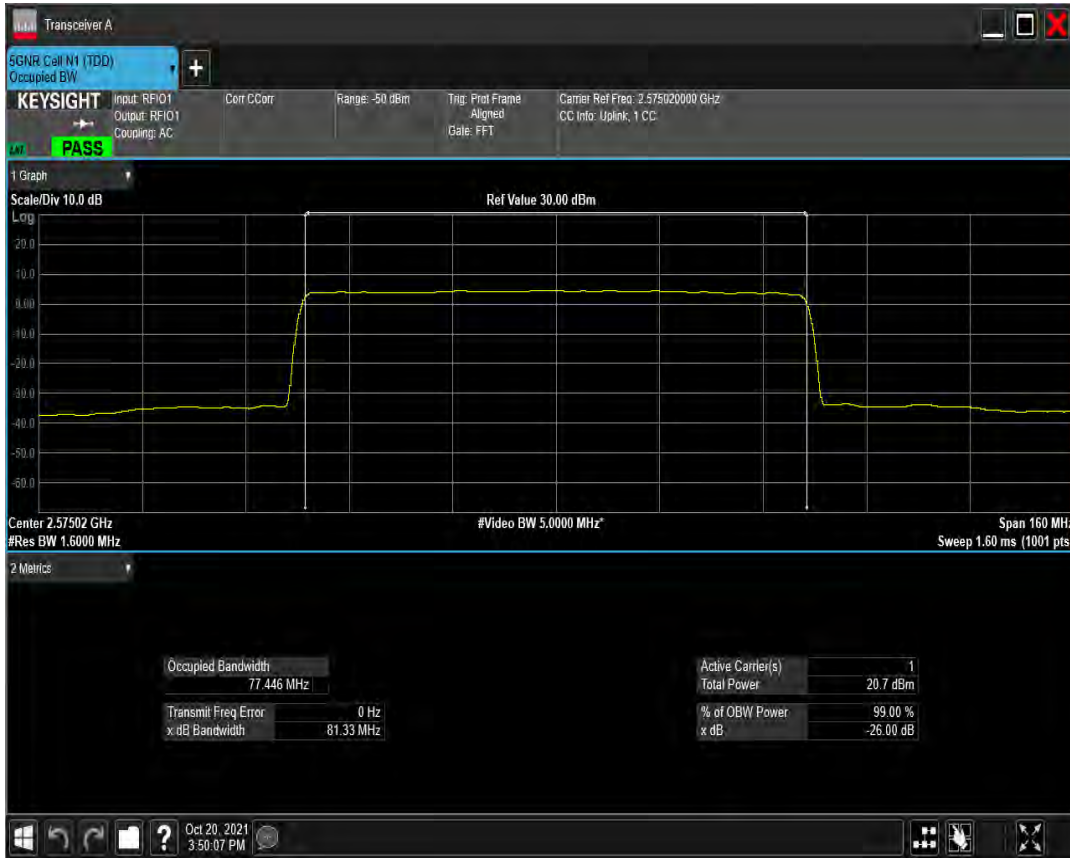 Transceiver A
5GNR Cell N1 (TDD)
Occupied BW
+
KEYSIGHT
Input: RFIO1
Output: RFIO1
Coupling: AC
Corr CCorr
Range: -50 dBm
Trig: Prot Frame
Aligned
Gate: FFT
Carrier Ref Freq: 2.575020000 GHz
CC Info: Uplink, 1 CC
PASS
1 Graph
Scale/Div 10.0 dB
Ref Value 30.00 dBm
Log
20.0
10.0
0.00
-10.0
-20.0
-30.0
-40.0
-50.0
-60.0
Center 2.57502 GHz
#Video BW 5.0000 MHz*
Span 160 MHz
#Res BW 1.6000 MHz
Sweep 1.60 ms (1001 pts
2 Metrics
Occupied Bandwidth
77.446 MHz
Transmit Freq Error 0 Hz
x dB Bandwidth 81.33 MHz
Active Carrier(s) 1
Total Power 20.7 dBm
% of OBW Power 99.00 %
x dB -26.00 dB
?
Oct 20, 2021
3:50:07 PM